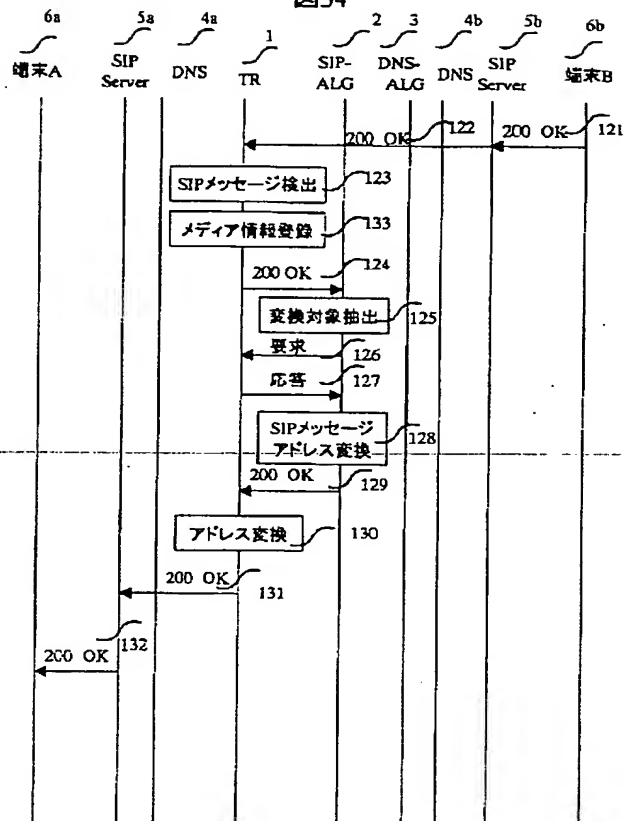 図34
6a 5a 4a 1 2 3 4b 5b 6b
端末A SIP Server DNS TR SIP-ALG DNS-ALG DNS SIP Server 端末B
200 OK 122 200 OK 121
SIPメッセージ検出 123
メディア情報登録 133
200 OK 124
変換対象抽出 125
要求 126
応答 127
SIPメッセージ
アドレス変換 128
200 OK 129
アドレス変換 130
200 OK 131
200 OK 132